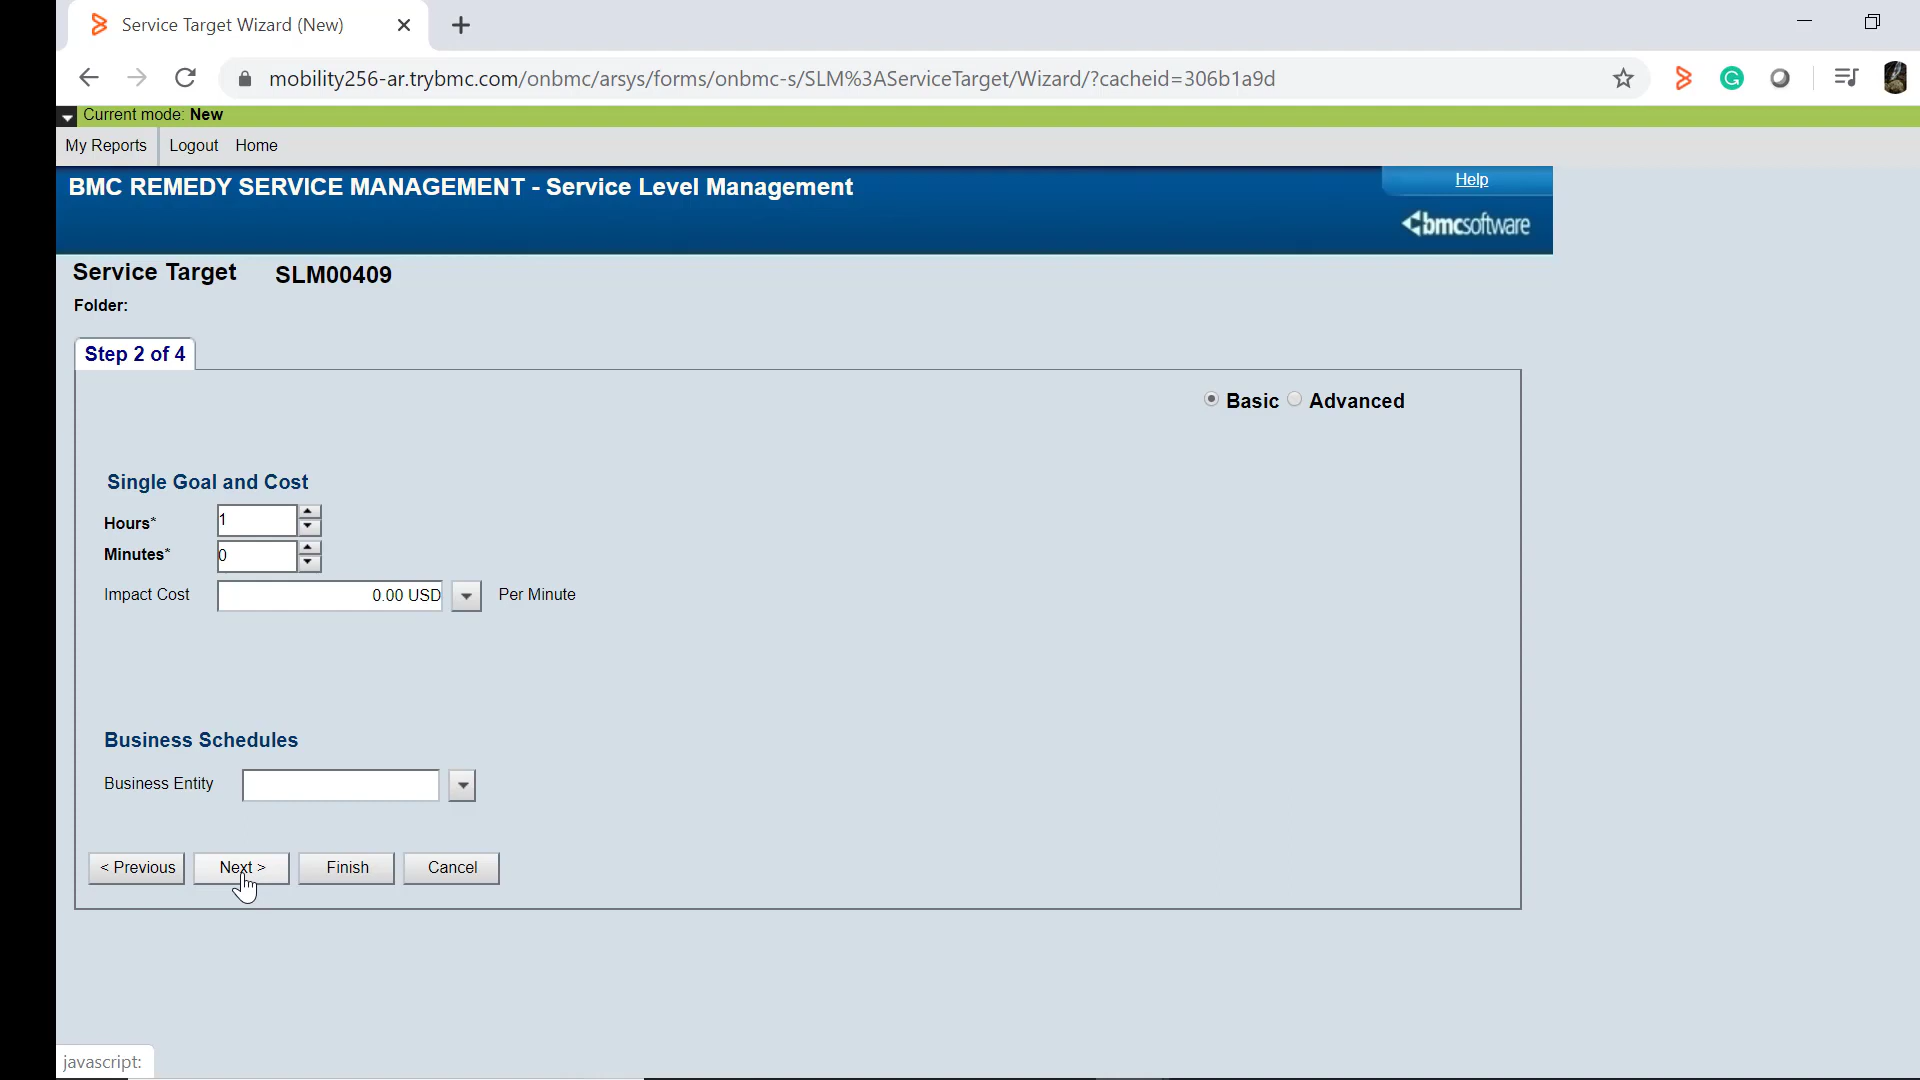 Service Target Wizard (New)
mobility256-ar.trybmc.com/onbmc/arsys/forms/onbmc-s/SLM%3AServiceTarget/Wizard/?cacheid=306b1a9d
Current mode: New
My Reports Logout Home
BMC REMEDY SERVICE MANAGEMENT - Service Level Management
Help
bmcsoftware
Service Target SLM00409
Folder:
Step 2 of 4
Basic Advanced
Single Goal and Cost
Hours* 1
Minutes* 0
Impact Cost 0.00 USD Per Minute
Business Schedules
Business Entity
< Previous Next > Finish Cancel
javascript: